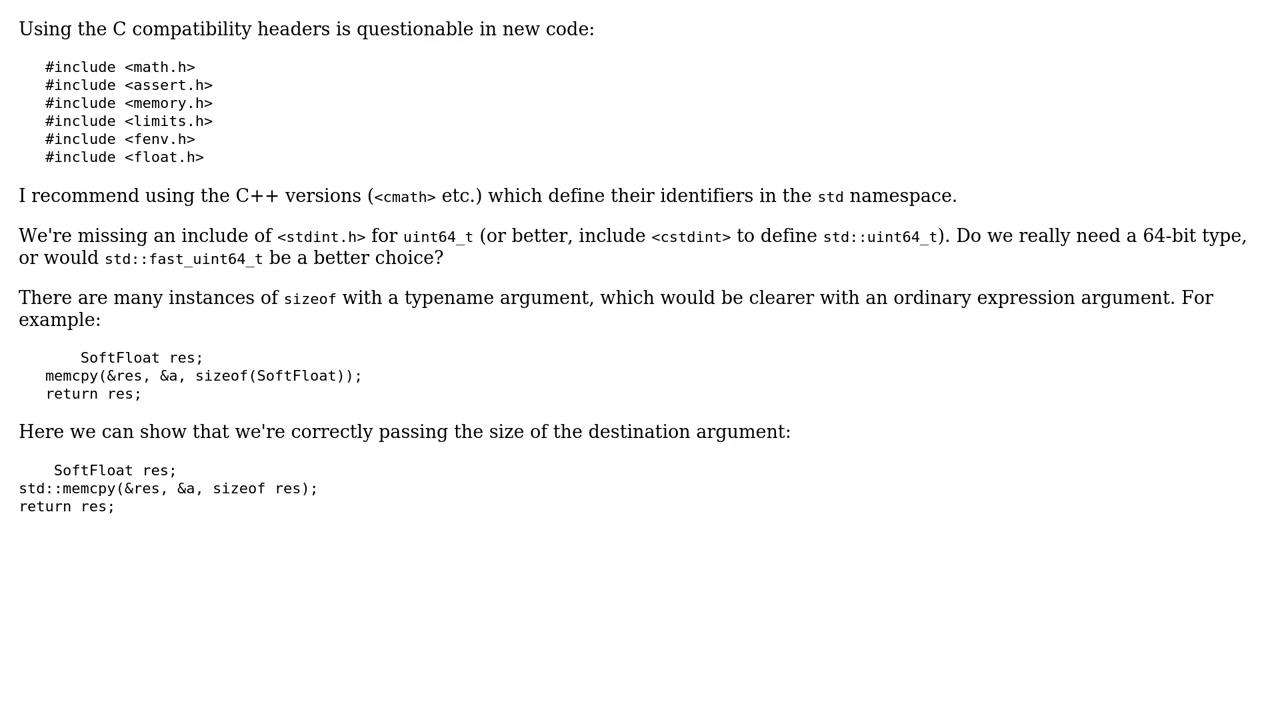 Using the C compatibility headers is questionable in new code:
#include <math.h>
#include <assert.h>
#include <memory.h>
#include <limits.h>
#include <fenv.h>
#include <float.h>
I recommend using the C++ versions (<cmath> etc.) which define their identifiers in the std namespace.
We're missing an include of <stdint.h> for uint64_t (or better, include <cstdint> to define std::uint64_t). Do we really need a 64-bit type,
or would std::fast_uint64_t be a better choice?
There are many instances of sizeof with a typename argument, which would be clearer with an ordinary expression argument. For
example:
SoftFloat res;
memcpy(&res, &a, sizeof(SoftFloat));
return res;
Here we can show that we're correctly passing the size of the destination argument:
SoftFloat res;
std::memcpy(&res, &a, sizeof res);
return res;